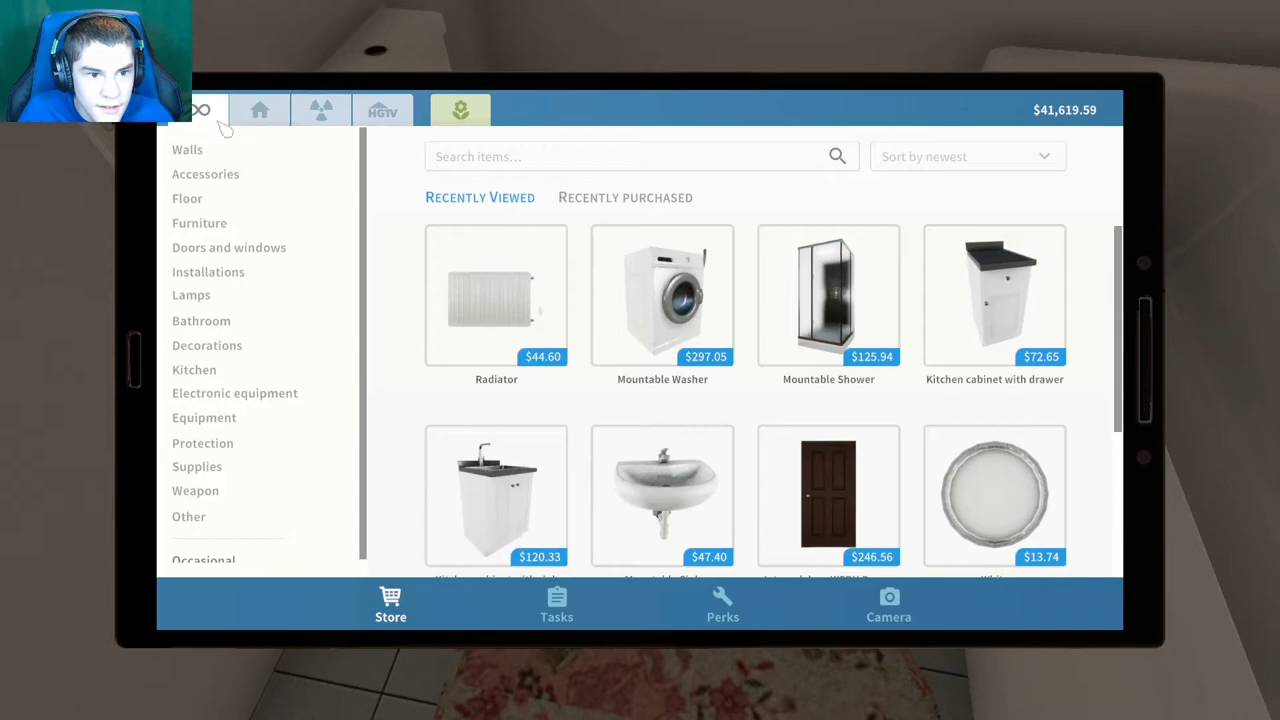 HGTV
$41,619.59
Walls
Accessories
Floor
Furniture
Doors and windows
Installations
Lamps
Bathroom
Decorations
Kitchen
Electronic equipment
Equipment
Protection
Supplies
Weapon
Other
Occasional
Search items...
Sort by newest
RECENTLY VIEWED
RECENTLY PURCHASED
$44.60
Radiator
$297.05
Mountable Washer
$125.94
Mountable Shower
$72.65
Kitchen cabinet with drawer
$120.33
$47.40
$246.56
$13.74
Store
Tasks
Perks
Camera